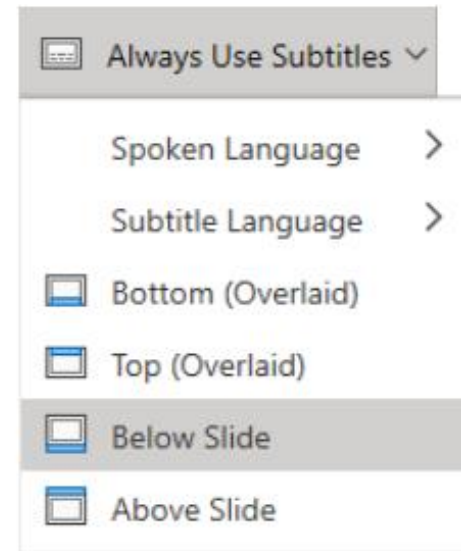 Always Use Subtitles
Spoken Language
Subtitle Language
Bottom (Overlaid)
Top (Overlaid)
Below Slide
Above Slide